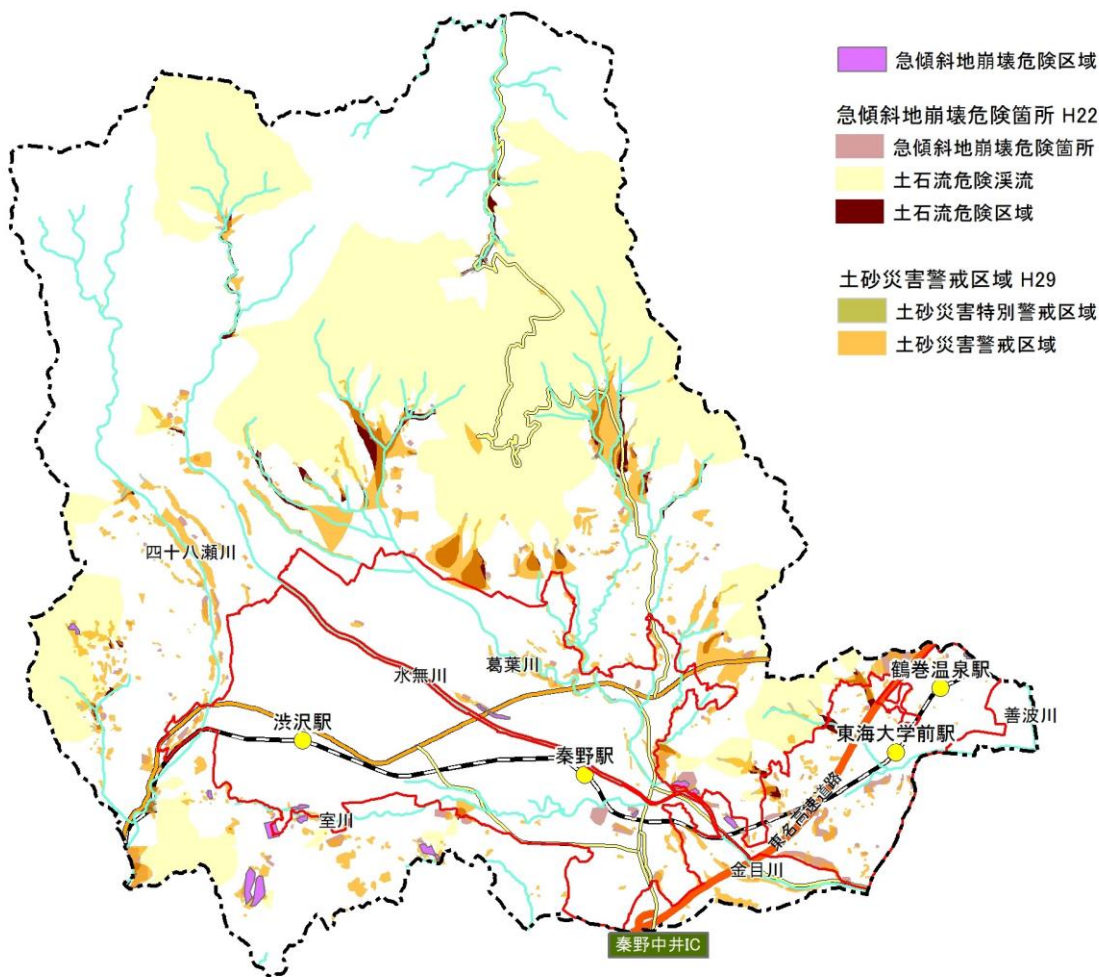 急傾斜地崩壊危険区域
急傾斜地崩壊危険箇所 H22
急傾斜地崩壊危険箇所
土石流危険渓流
土石流危険区域
土砂災害警戒区域 H29
土砂災害特別警戒区域
土砂災害警戒区域
四十八瀬川
水無川
葛葉川
鶴巻温泉駅
善波川
渋沢駅
東海大学前駅
秦野駅
室川
東名高速道路
金目川
秦野中井IC